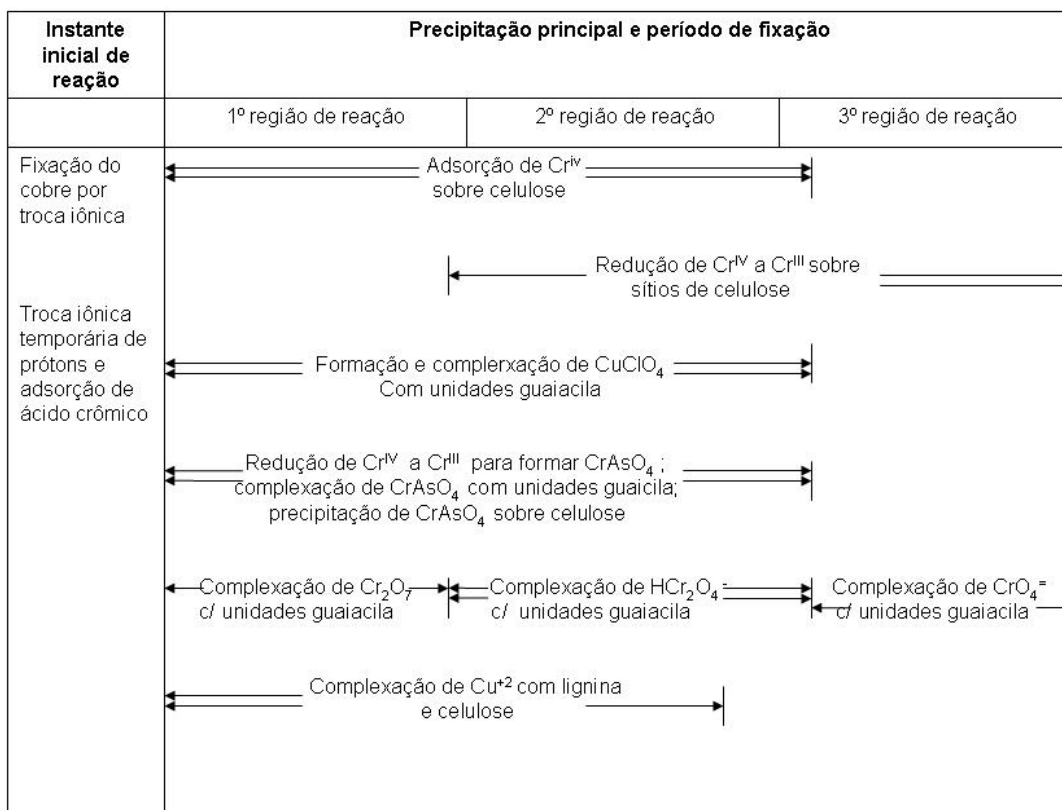 Instante
inicial de
reação
Precipitação principal e período de fixação
1º região de reação
2º região de reação
3º região de reação
Fixação do
cobre por
troca iônica
Adsorção de Crⁱᵛ
sobre celulose
Redução de Crᴵⱽ a Crᴵᴵᴵ sobre
sítios de celulose
Troca iônica
temporária de
prótons e
adsorção de
ácido crômico
Formação e complerxação de CuClO₄
Com unidades guaiacila
Redução de Crᴵⱽ a Crᴵᴵᴵ para formar CrAsO₄ ;
complexação de CrAsO₄ com unidades guaicila;
precipitação de CrAsO₄ sobre celulose
Complexação de Cr₂O₇
c/ unidades guaiacila
Complexação de HCr₂O₄⁻
c/ unidades guaiacila
Complexação de CrO₄⁼
c/ unidades guaiacila
Complexação de Cu⁺² com lignina
e celulose